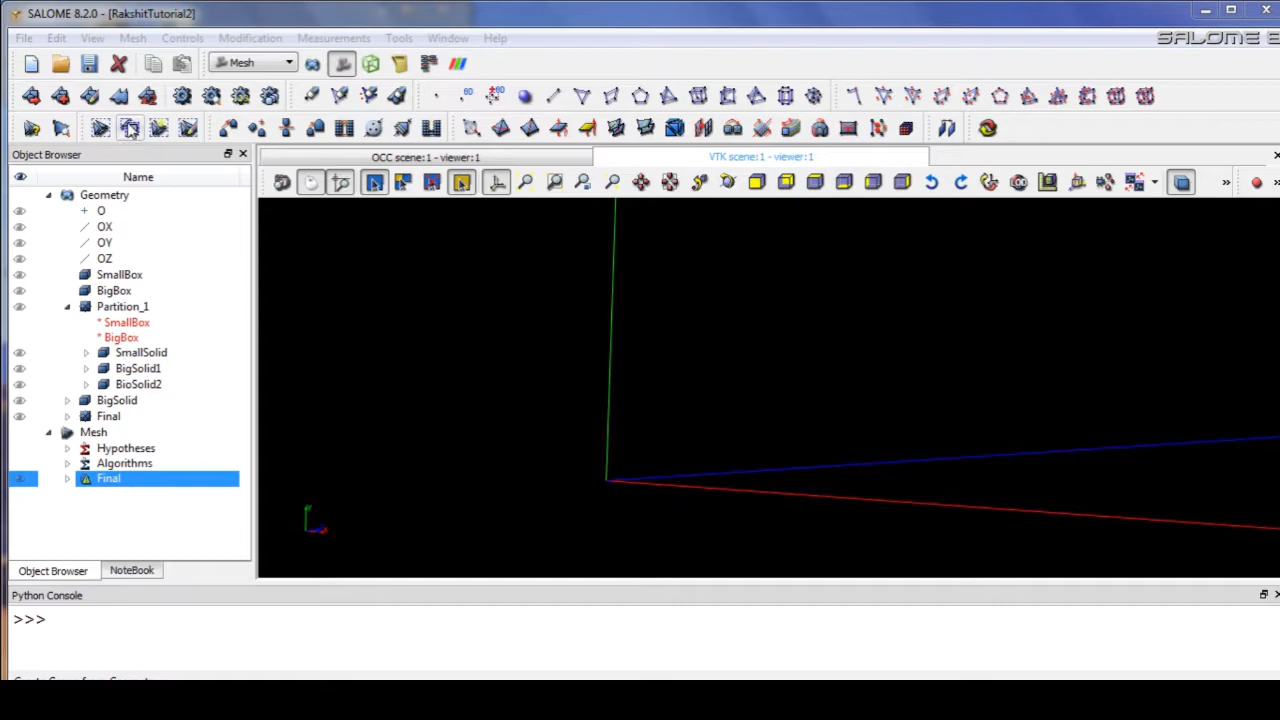 SALOME 8.2.0 - [RakshitTutorial2]
File Edit View Mesh Controls Modification Measurements Tools Window Help
SALOME 8
Mesh
Object Browser
OCC scene:1 - viewer:1
VTK scene:1 - viewer:1
Name
Geometry
O
OX
OY
OZ
SmallBox
BigBox
Partition_1
* SmallBox
* BigBox
SmallSolid
BigSolid1
BioSolid2
BigSolid
Final
Mesh
Hypotheses
Algorithms
Final
Object Browser
NoteBook
Python Console
>>>